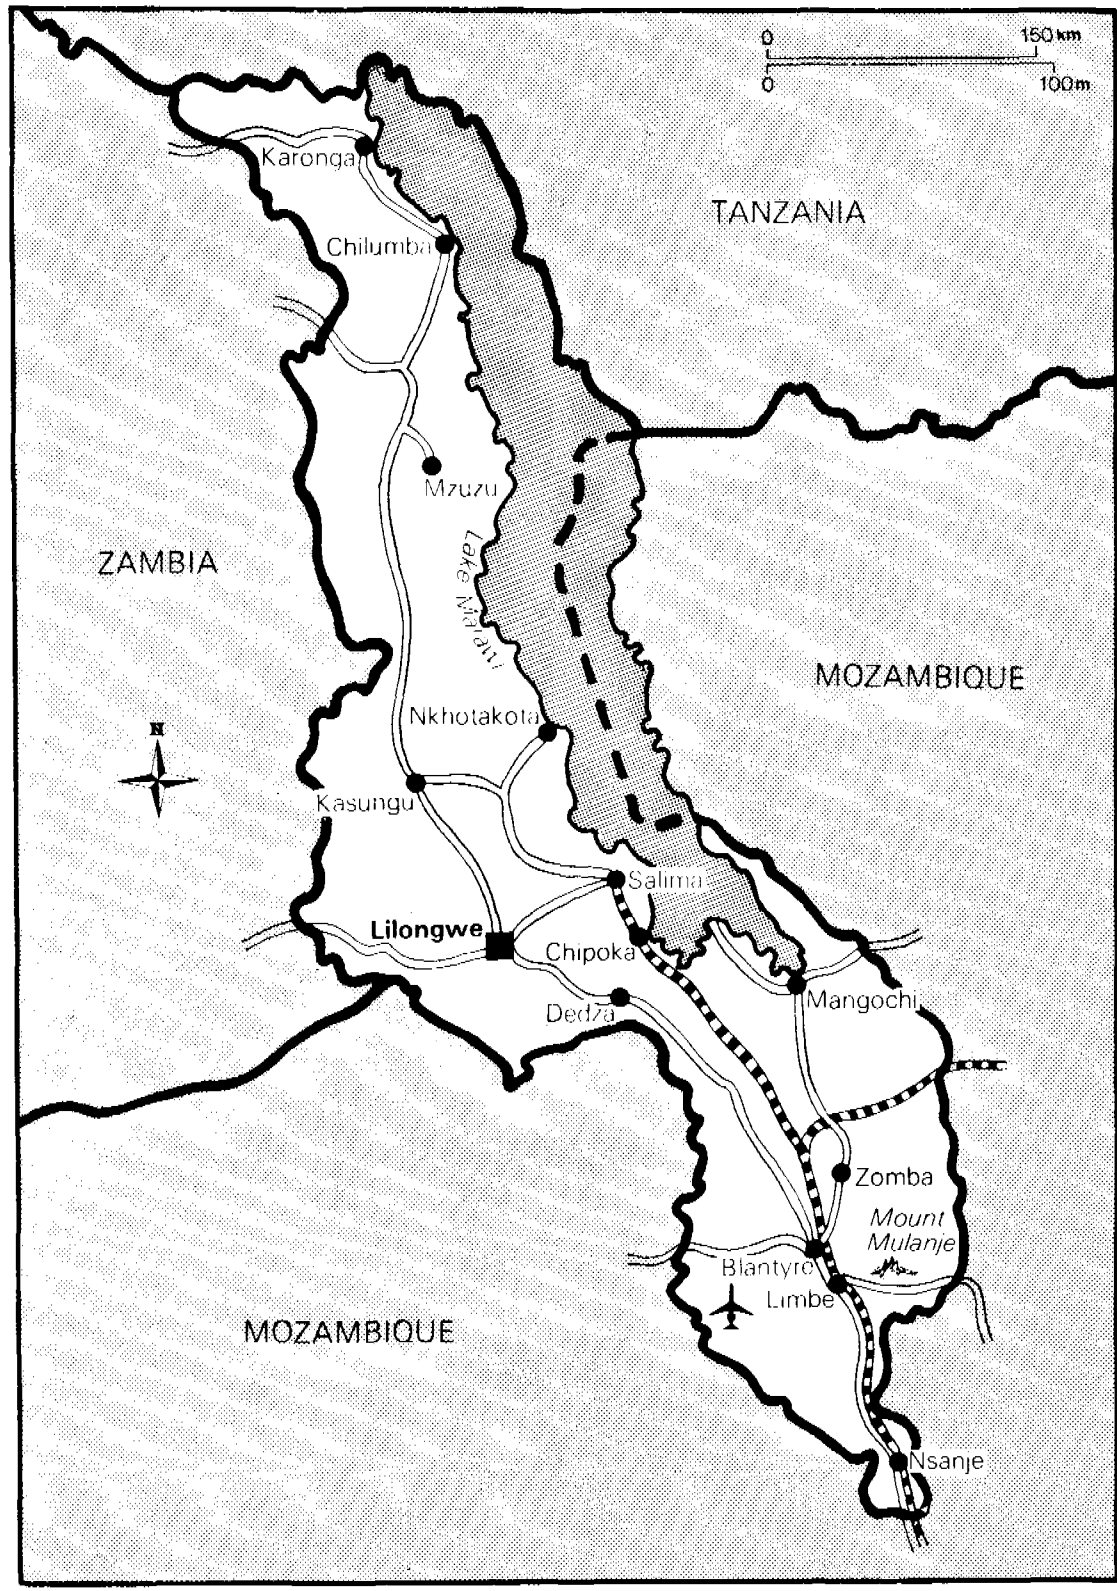 0 150 km
0 100m
Karonga
TANZANIA
Chilumba
Mzuzu
Lake Malawi
ZAMBIA
MOZAMBIQUE
N
Nkhotakota
Kasungu
Salima
Lilongwe
Chipoka
Mangochi
Dedza
Zomba
Mount
Mulanje
Blantyre
Limbe
MOZAMBIQUE
Nsanje